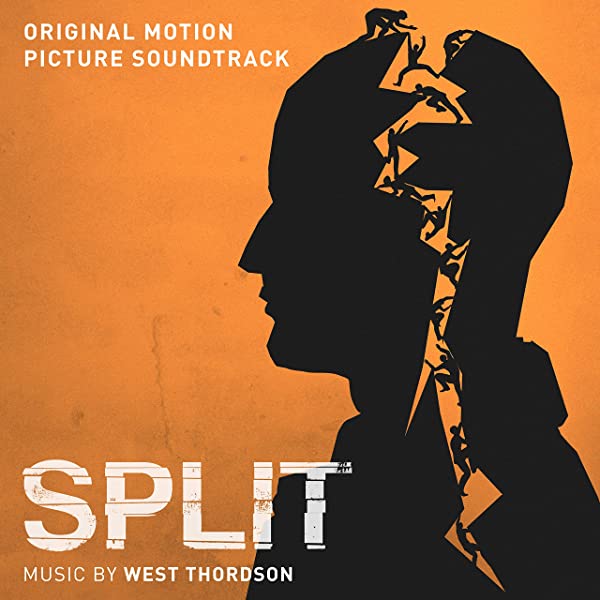 ORIGINAL MOTION
PICTURE SOUNDTRACK
SPLIT
MUSIC BY WEST THORDSON